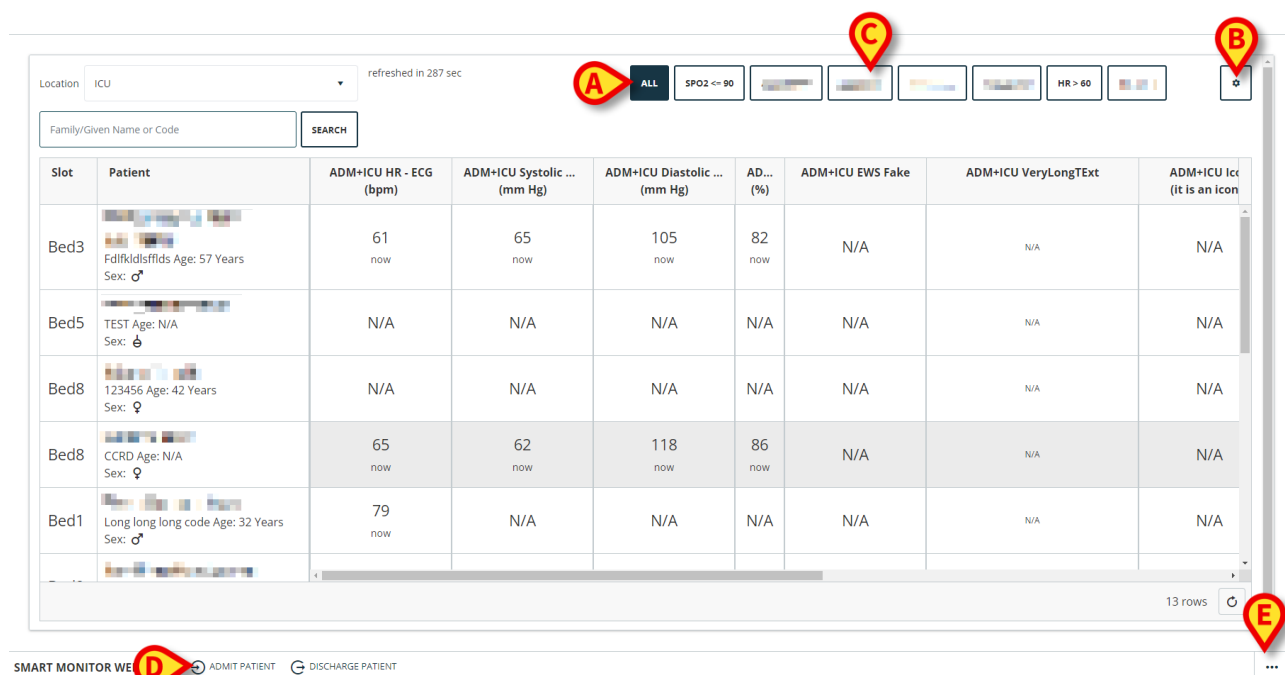 C
B
Location ICU refreshed in 287 sec
A ALL SPO2 <= 90 HR > 60
Family/Given Name or Code SEARCH
Slot Patient ADM+ICU HR - ECG (bpm) ADM+ICU Systolic ... (mm Hg) ADM+ICU Diastolic ... (mm Hg) AD... (%) ADM+ICU EWS Fake ADM+ICU VeryLongTExt ADM+ICU (it is an icon
Bed3 61 65 105 82 N/A N/A N/A
now now now now
Fdlfkldlsfflds Age: 57 Years
Sex: ♂
Bed5 N/A N/A N/A N/A N/A N/A N/A
TEST Age: N/A
Sex:
Bed8 N/A N/A N/A N/A N/A N/A N/A
123456 Age: 42 Years
Sex: ♀
Bed8 65 62 118 86 N/A N/A N/A
now now now now
CCRD Age: N/A
Sex: ♀
Bed1 79 N/A N/A N/A N/A N/A N/A
now
Long long long code Age: 32 Years
Sex: ♂
13 rows
E
SMART MONITOR D ADMIT PATIENT DISCHARGE PATIENT ...